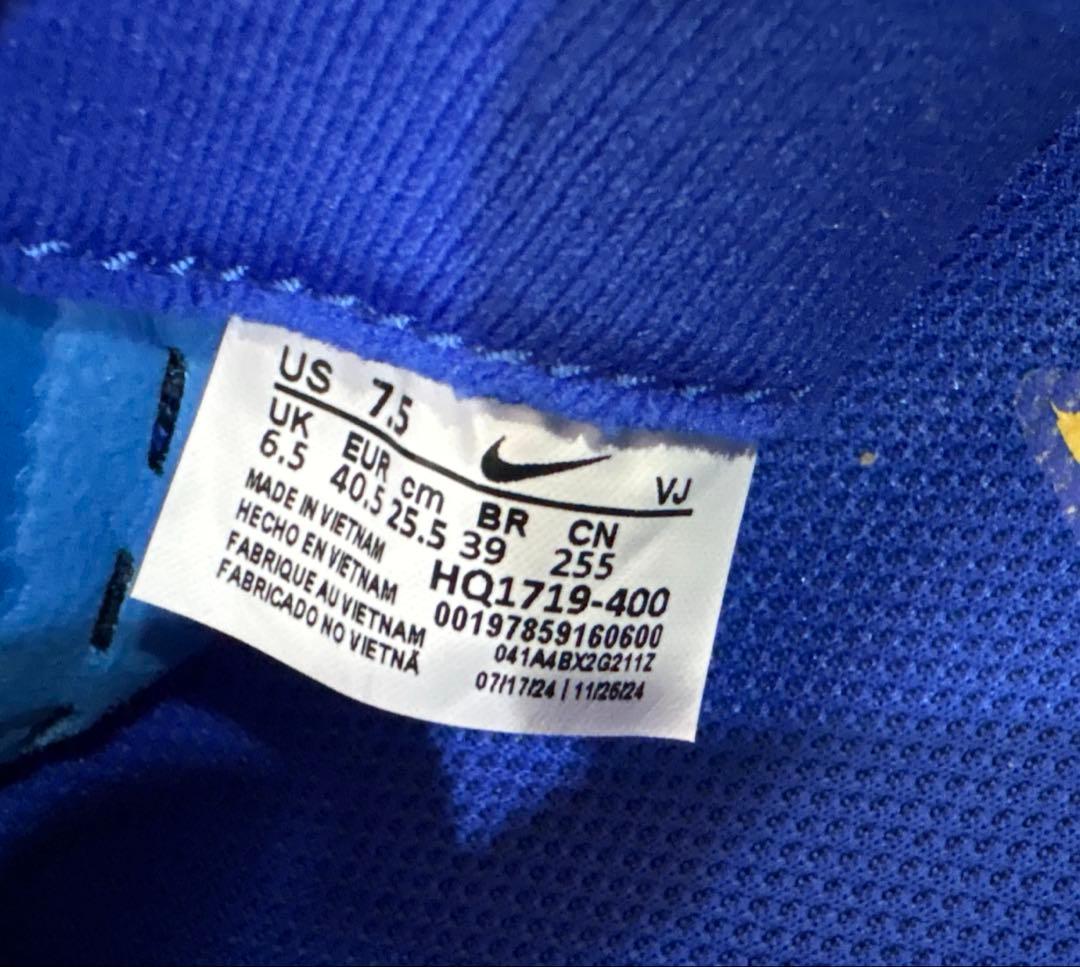 US 7.5
VJ
UK EUR cm BR CN
6.5 40.5 25.5 39 255
MADE IN VIETNAM
HECHO EN VIETNAM
FABRIQUE AU VIETNAM
FABRICADO NO VIETNÃ
HQ1719-400
00197859160600
041A4BX2G211Z
07/17/24 | 11/26/24